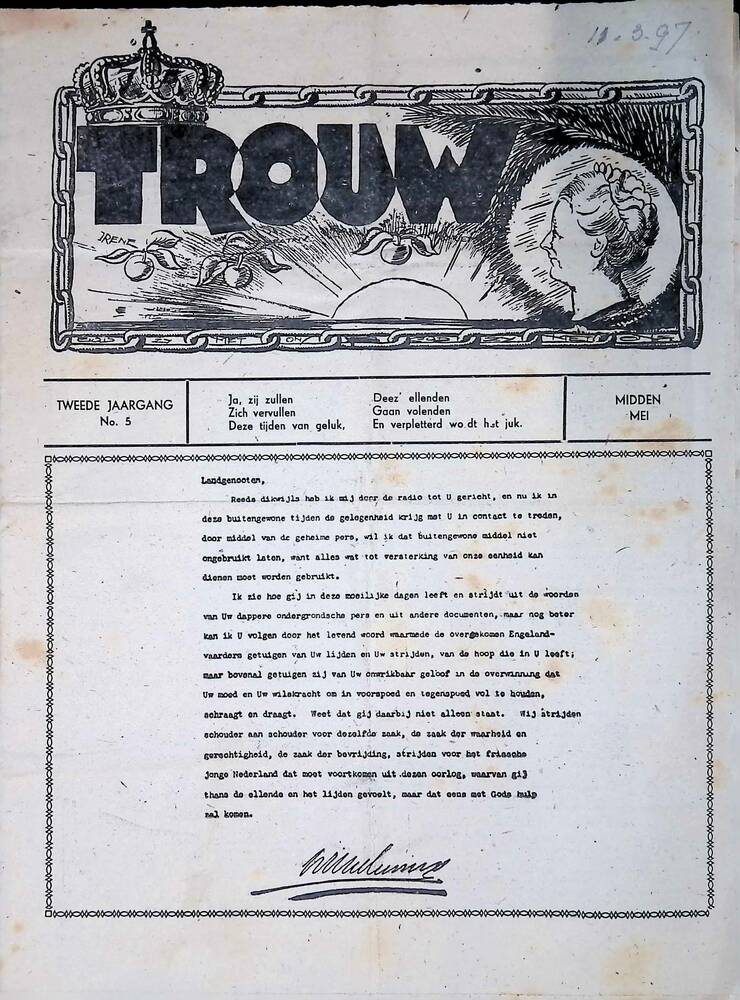 11.3.97
TROUW
IRENE
TWEEDE JAARGANG
No. 5
Ja, zij zullen
Zich vervullen
Deze tijden van geluk,
Deez' ellenden
Gaan volenden
En verpletterd wo dt het juk.
MIDDEN
MEI
Landgenooten,
Reeds dikwijls heb ik mij door de radio tot U gericht, en nu ik in
deze buitengewone tijden de gelegenheid krijg met U in contact te treden,
door middel van de geheime pers, wil ik dat buitengewone middel niet
ongebruikt laten, want alles wat tot versterking van onze eenheid kan
dienen moet worden gebruikt.
Ik zie hoe gij in deze moeilijke dagen leeft en strijdt uit de woorden
van Uw dappere ondergrondsche pers en uit andere documenten, maar nog beter
kan ik U volgen door het levend woord waarmede de overgekomen Engeland-
vaarders getuigen van Uw lijden en Uw strijden, van de hoop die in U leeft;
maar bovenal getuigen zij van Uw onwrikbaar geloof in de overwinning dat
Uw moed en Uw wilskracht om in voorspoed en tegenspoed vol te houden,
schraagt en draagt. Weet dat gij daarbij niet alleen staat. Wij strijden
schouder aan schouder voor dezelfde zaak, de zaak der waarheid en
gerechtigheid, de zaak der bevrijding, strijden voor het frissche
jonge Nederland dat moet voortkomen uit dezen oorlog, waarvan gij
thans de ellende en het lijden gevoelt, maar dat eens met Gods hulp
zal komen.
Wilhelmina